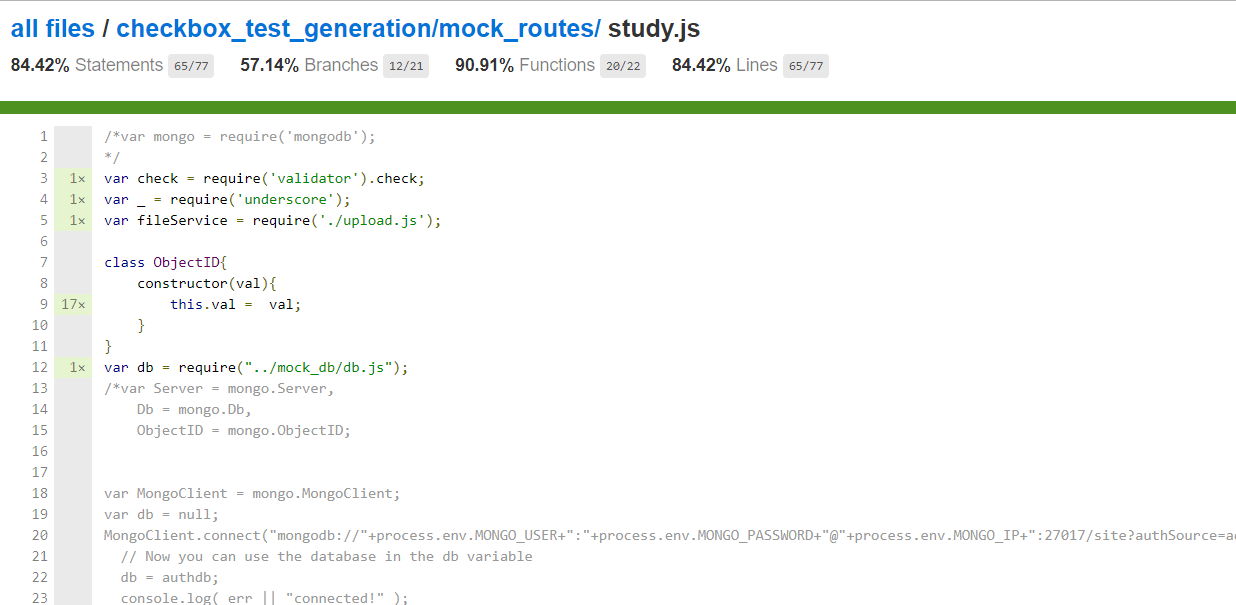 all files / checkbox_test_generation/mock_routes/ study.js
84.42% Statements 65/77 57.14% Branches 12/21 90.91% Functions 20/22 84.42% Lines 65/77
1 /*var mongo = require('mongodb');
2 */
3 1× var check = require('validator').check;
4 1× var _ = require('underscore');
5 1× var fileService = require('./upload.js');
6
7 class ObjectID{
8 constructor(val){
9 17× this.val =  val;
10 }
11 }
12 1× var db = require("../mock_db/db.js");
13 /*var Server = mongo.Server,
14 Db = mongo.Db,
15 ObjectID = mongo.ObjectID;
16
17
18 var MongoClient = mongo.MongoClient;
19 var db = null;
20 MongoClient.connect("mongodb://"+process.env.MONGO_USER+":"+process.env.MONGO_PASSWORD+"@"+process.env.MONGO_IP+":27017/site?authSource=
21 // Now you can use the database in the db variable
22 db = authdb;
23 console.log( err || "connected!" );